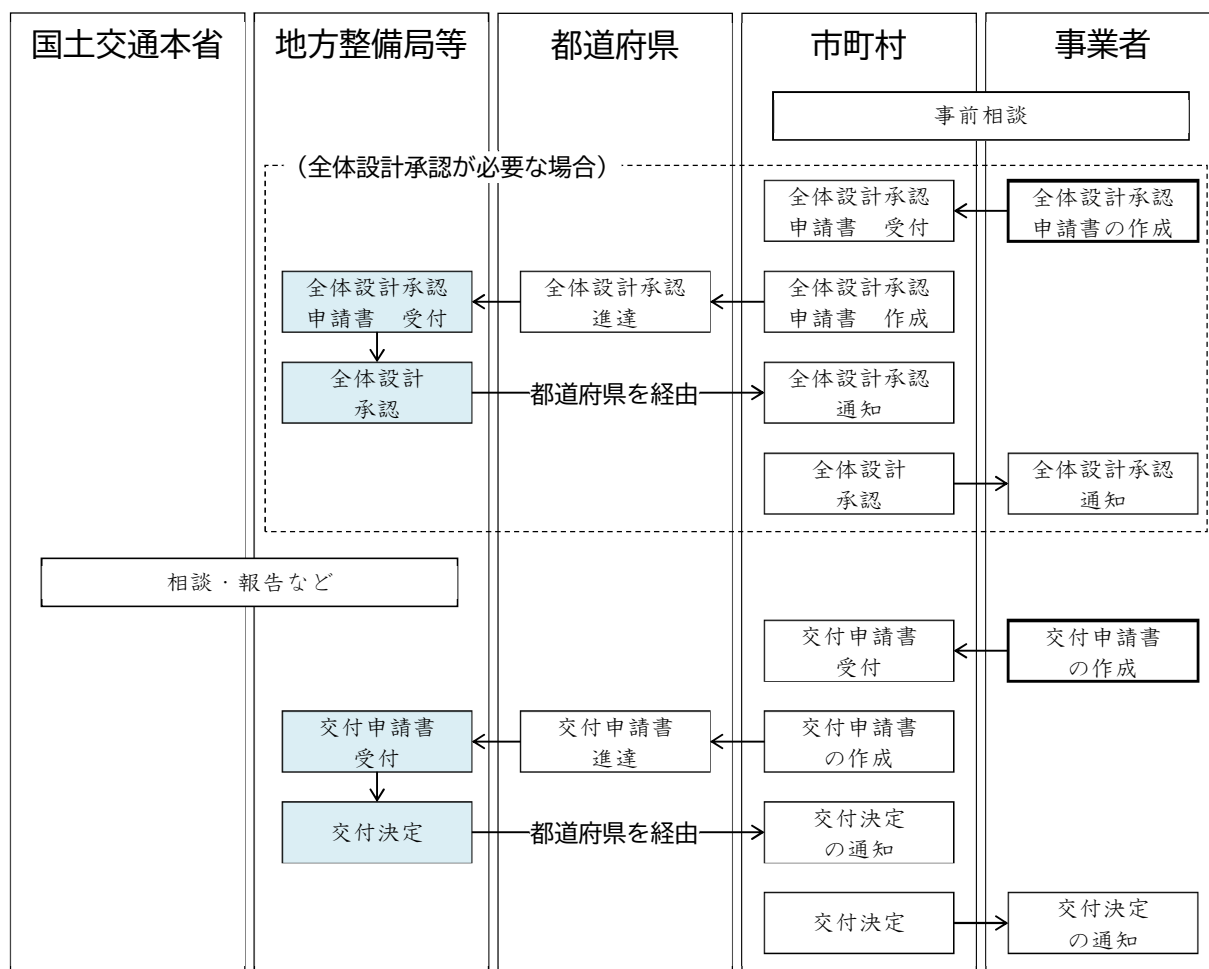 国土交通本省
地方整備局等
都道府県
市町村
事業者
事前相談
（全体設計承認が必要な場合）
全体設計承認
申請書　受付
全体設計承認
申請書の作成
全体設計承認
申請書　受付
全体設計承認
進達
全体設計承認
申請書　作成
全体設計
承認
都道府県を経由
全体設計承認
通知
全体設計
承認
全体設計承認
通知
相談・報告など
交付申請書
受付
交付申請書
の作成
交付申請書
受付
交付申請書
進達
交付申請書
の作成
交付決定
都道府県を経由
交付決定
の通知
交付決定
交付決定
の通知